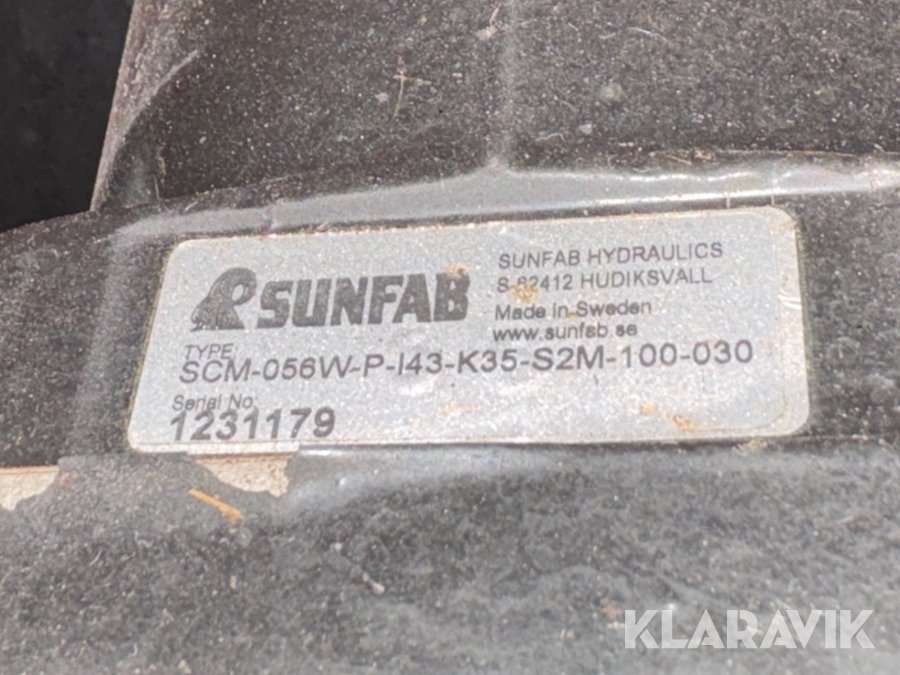 SUNFAB
SUNFAB HYDRAULICS
S-82412 HUDIKSVALL
Made in Sweden
www.sunfab.se
TYPE:
SCM-056W-P-I43-K35-S2M-100-030
Serial No:
1231179
KLARAVIK